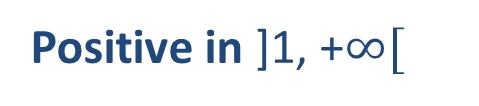 Positive in ]1, +∞[